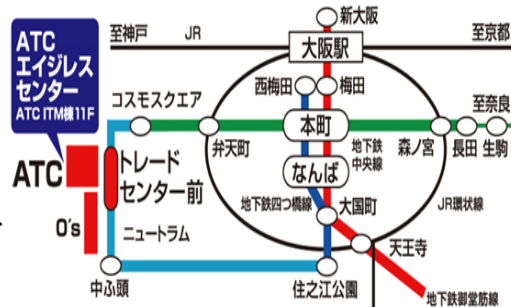 新大阪
至神戸
JR
大阪駅
至京都
ATC
エイジレス
センター
ATC ITM棟11F
西梅田
梅田
コスモスクエア
至奈良
弁天町
本町
地下鉄
中央線
森ノ宮
長田
生駒
ATC
トレード
センター前
なんば
O's
ニュートラム
地下鉄四つ橋線
大国町
JR環状線
天王寺
中ふ頭
住之江公園
地下鉄御堂筋線